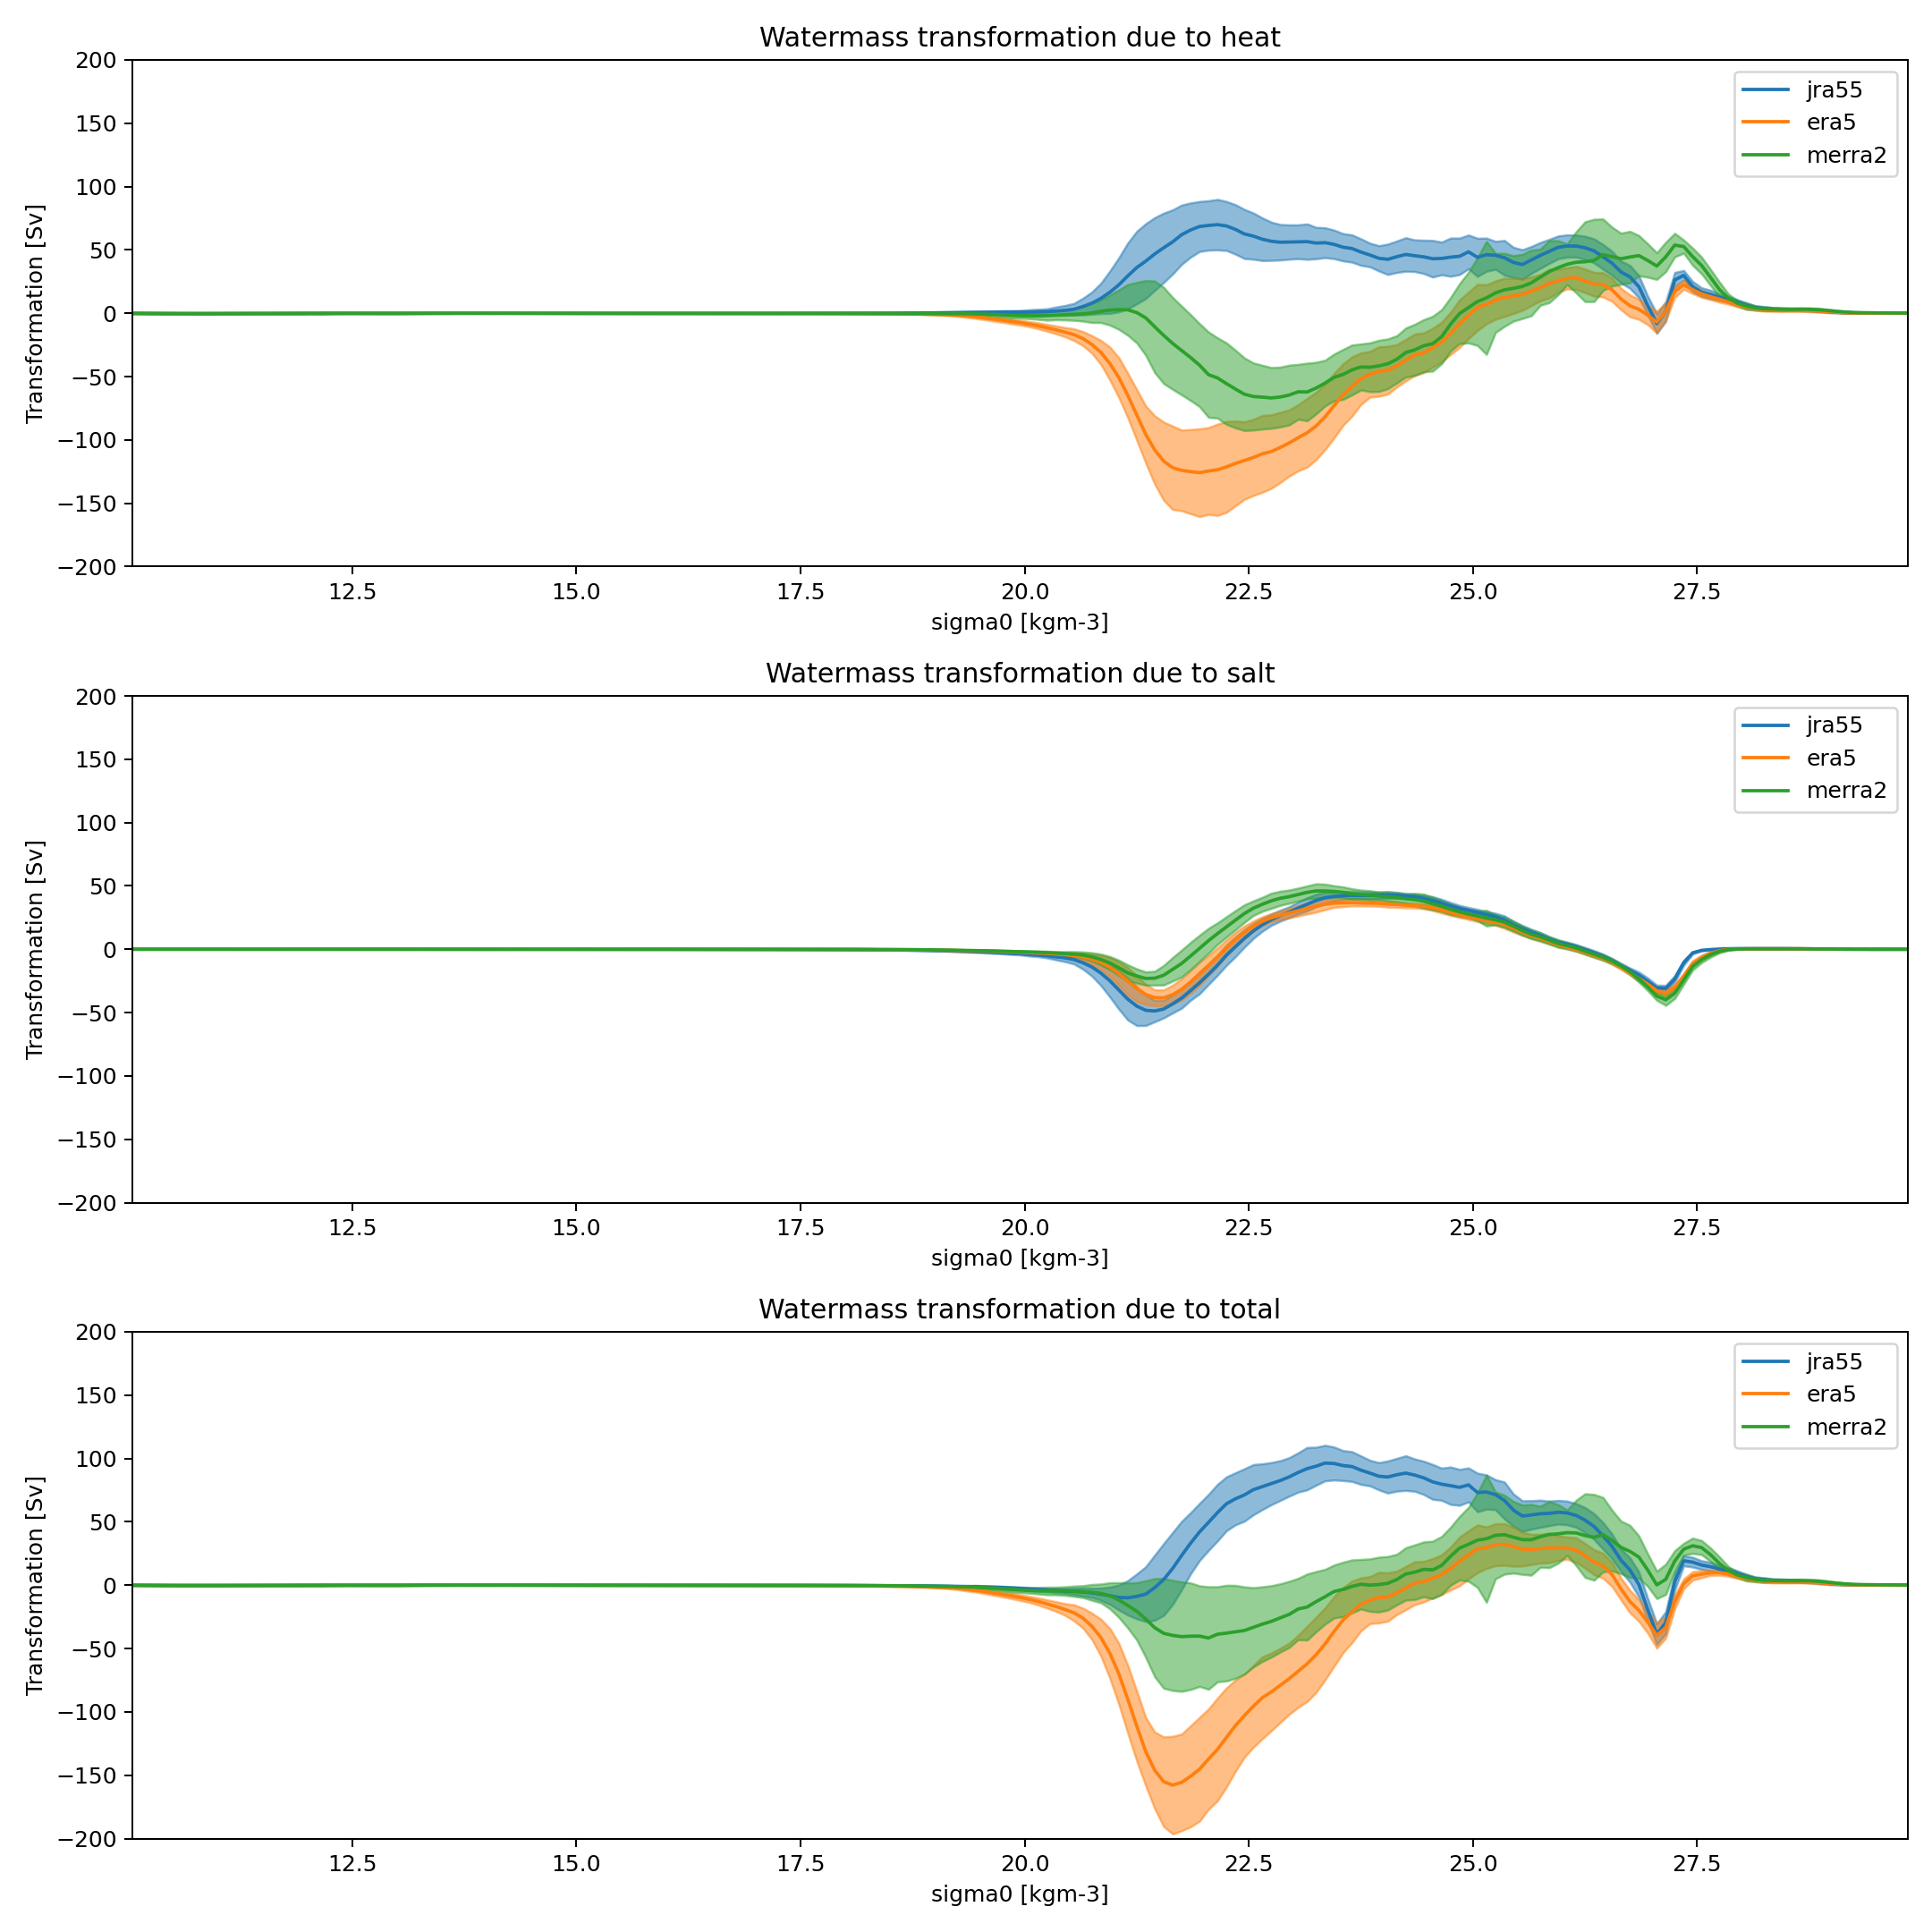 Watermass transformation due to heat
200
150
100
50
0
−50
−100
−150
−200
Transformation [Sv]
jra55
era5
merra2
12.5 15.0 17.5 20.0 22.5 25.0 27.5
sigma0 [kgm-3]
Watermass transformation due to salt
200
150
100
50
0
−50
−100
−150
−200
Transformation [Sv]
jra55
era5
merra2
12.5 15.0 17.5 20.0 22.5 25.0 27.5
sigma0 [kgm-3]
Watermass transformation due to total
200
150
100
50
0
−50
−100
−150
−200
Transformation [Sv]
jra55
era5
merra2
12.5 15.0 17.5 20.0 22.5 25.0 27.5
sigma0 [kgm-3]